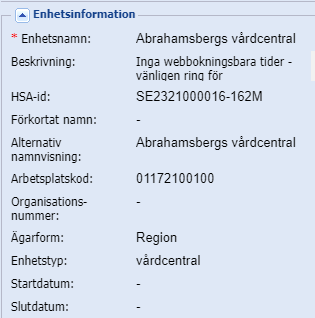 Enhetsinformation
* Enhetsnamn: Abrahamsbergs vårdcentral
Beskrivning: Inga webbokningsbara tider -
vänligen ring för
HSA-id: SE2321000016-162M
Förkortat namn: -
Alternativ Abrahamsbergs vårdcentral
namnvisning:
Arbetsplatskod: 01172100100
Organisations- -
nummer:
Ägarform: Region
Enhetstyp: vårdcentral
Startdatum: -
Slutdatum: -